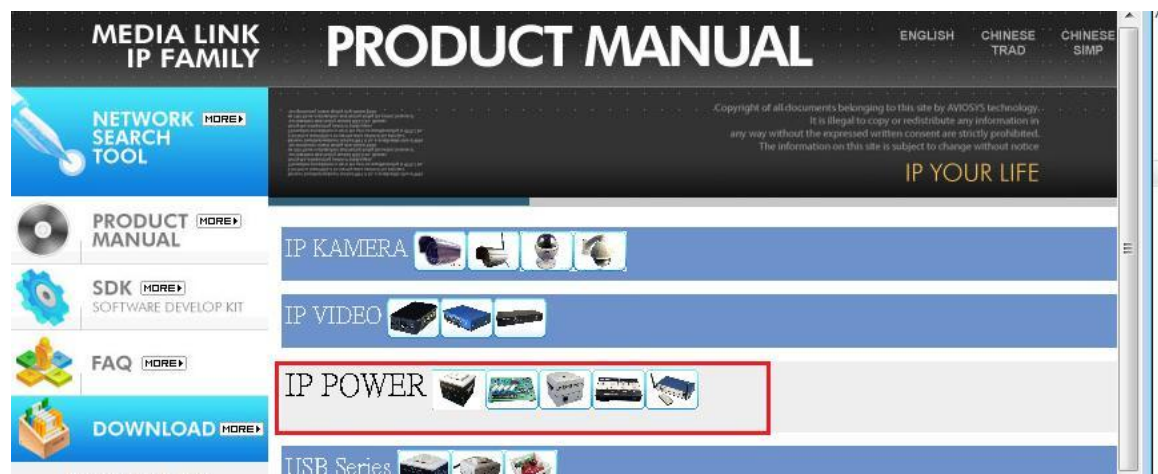 MEDIA LINK
IP FAMILY
PRODUCT MANUAL
ENGLISH
CHINESE
TRAD
CHINESE
SIMP
NETWORK MORE
SEARCH
TOOL
Copyright of all documents belonging to this site by AVIOSYS technology.
It is illegal to copy or redistribute any information in
any way without the expressed written consent are strictly prohibited.
The information on this site is subject to change without notice
IP YOUR LIFE
PRODUCT MORE
MANUAL
SDK MORE
SOFTWARE DEVELOP KIT
FAQ MORE
DOWNLOAD MORE
IP KAMERA
IP VIDEO
IP POWER
USB Series